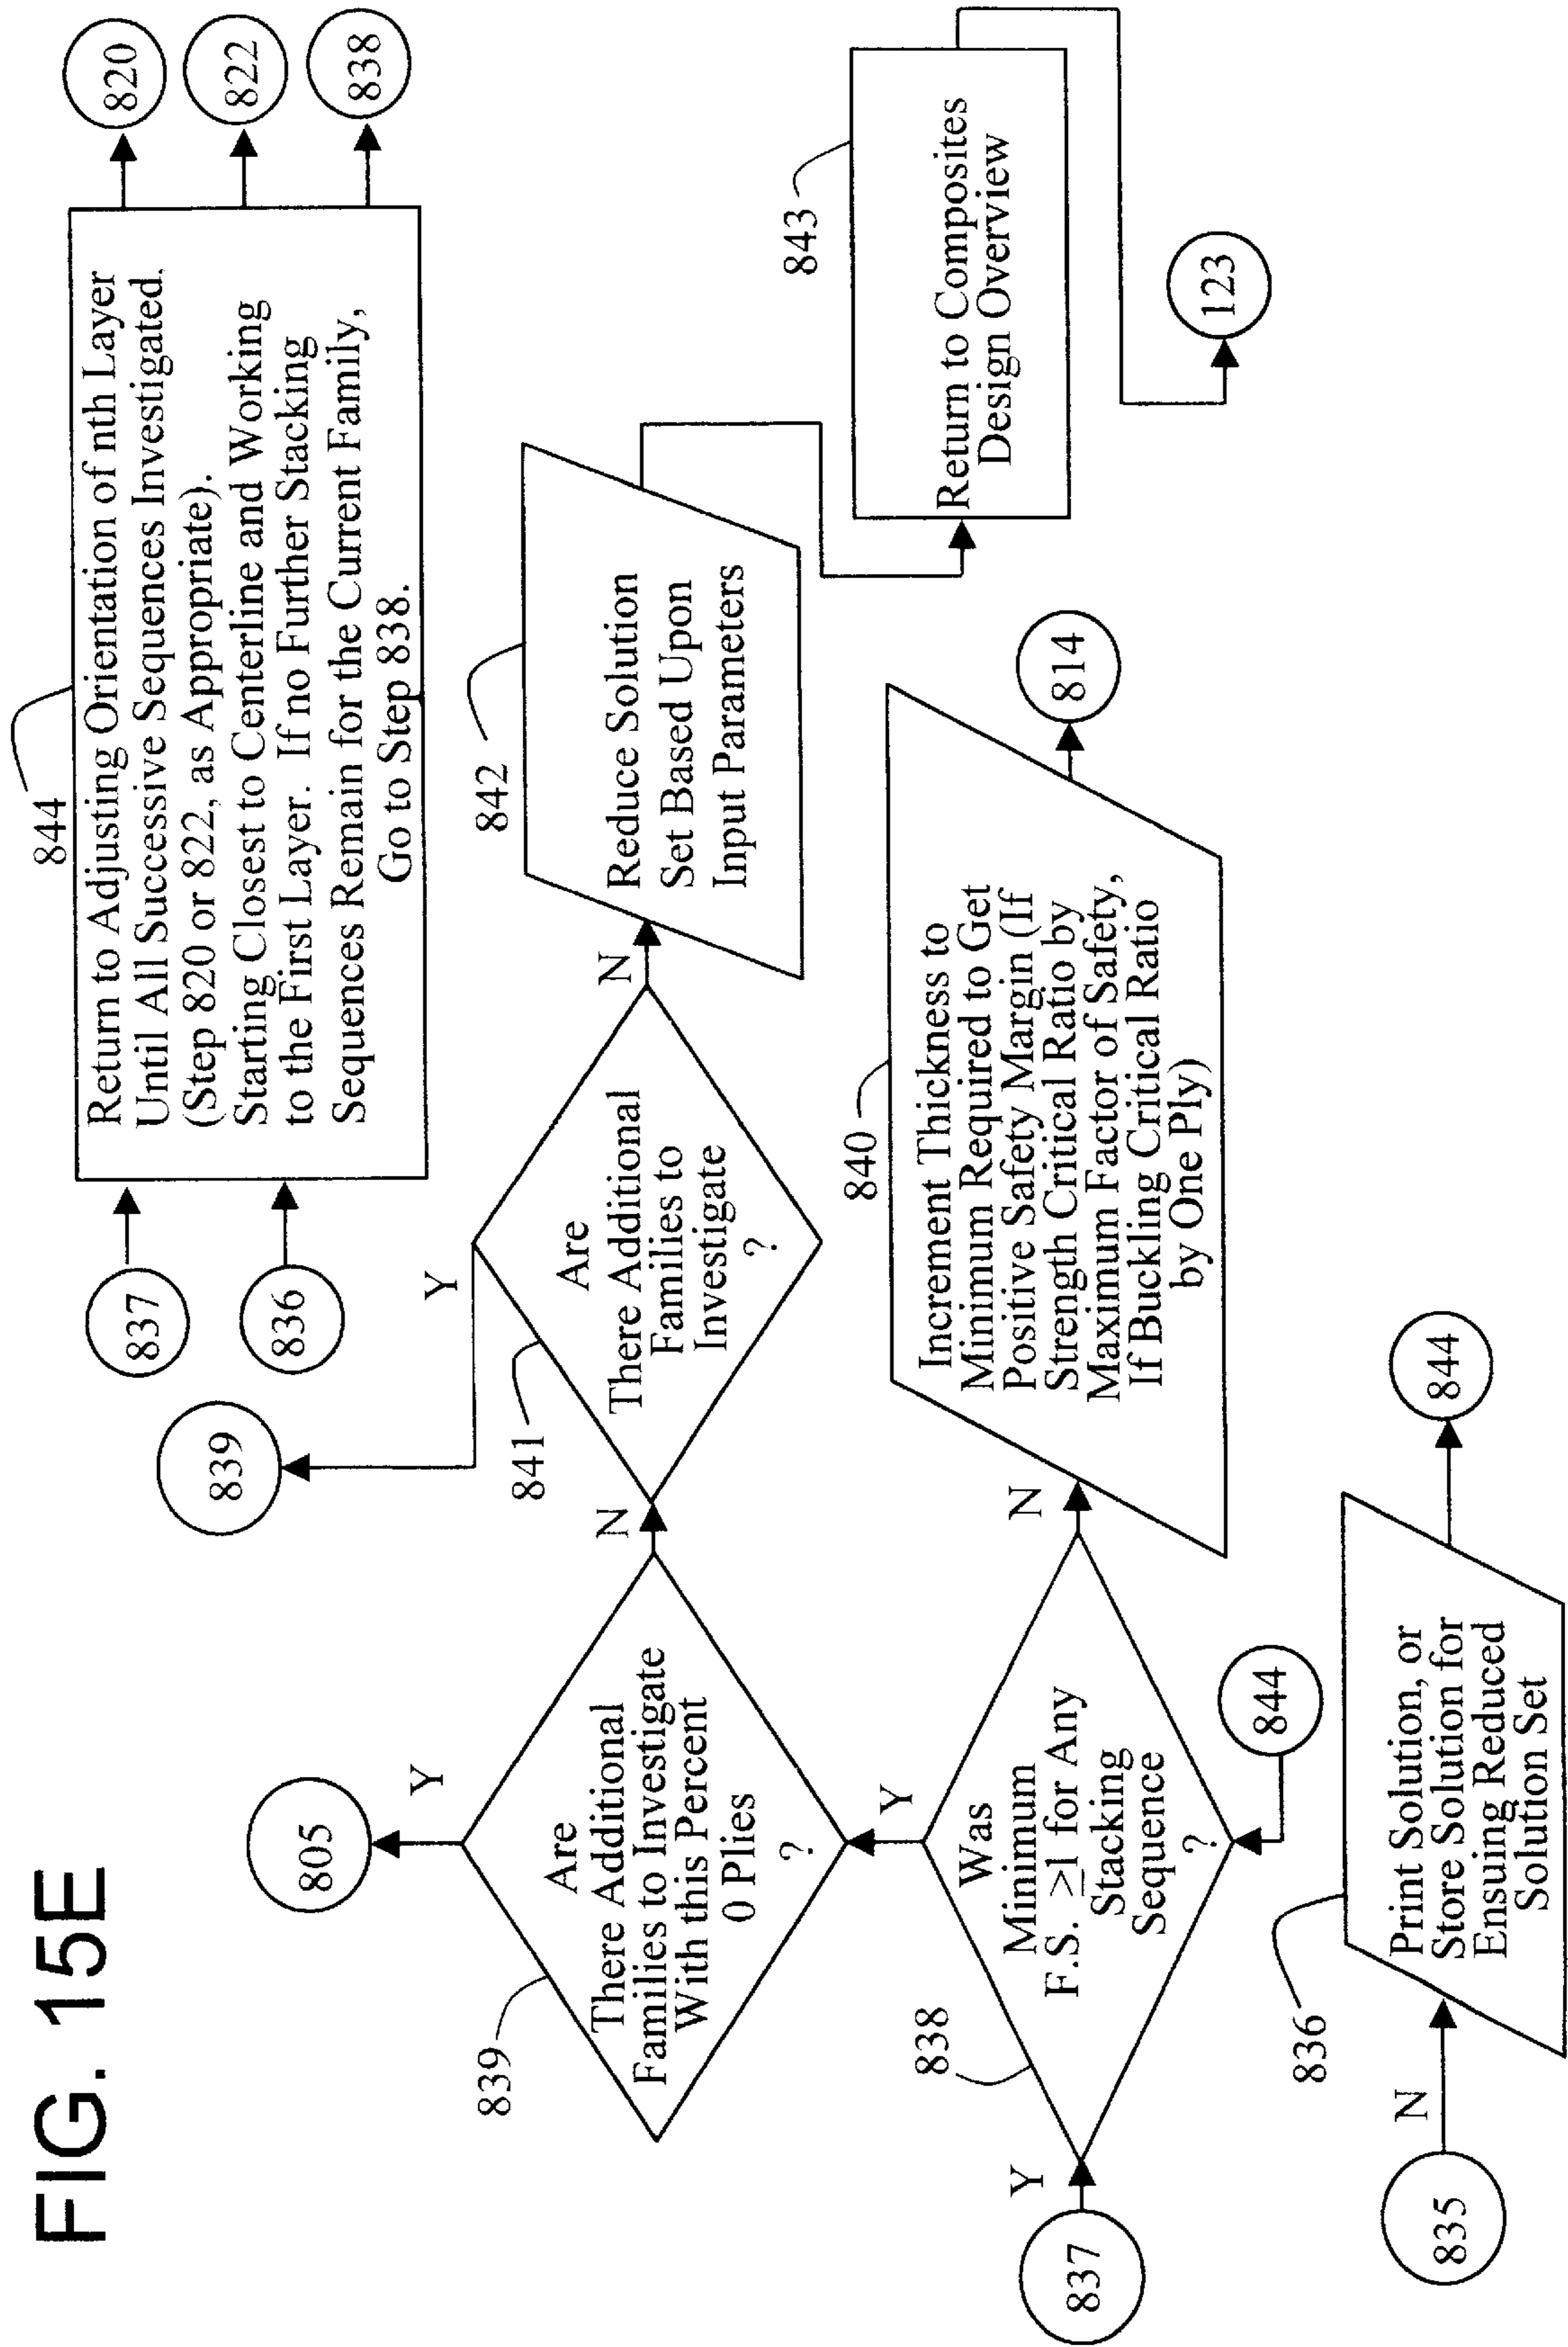 FIG. 15E
844
Return to Adjusting Orientation of nth Layer
Until All Successive Sequences Investigated.
(Step 820 or 822, as Appropriate).
Starting Closest to Centerline and Working
to the First Layer. If no Further Stacking
Sequences Remain for the Current Family,
Go to Step 838.
837
836
820
822
838
805
Y
839
Are
There Additional
Families to Investigate
With this Percent
0 Plies
?
N
839
Y
841
Are
There Additional
Families to
Investigate
?
N
842
Reduce Solution
Set Based Upon
Input Parameters
843
Return to Composites
Design Overview
123
837
Y
838
Was
Minimum
F.S. ≥1 for Any
Stacking
Sequence
?
Y
N
844
840
Increment Thickness to
Minimum Required to Get
Positive Safety Margin (If
Strength Critical Ratio by
Maximum Factor of Safety,
If Buckling Critical Ratio
by One Ply)
814
835
N
836
Print Solution, or
Store Solution for
Ensuing Reduced
Solution Set
844